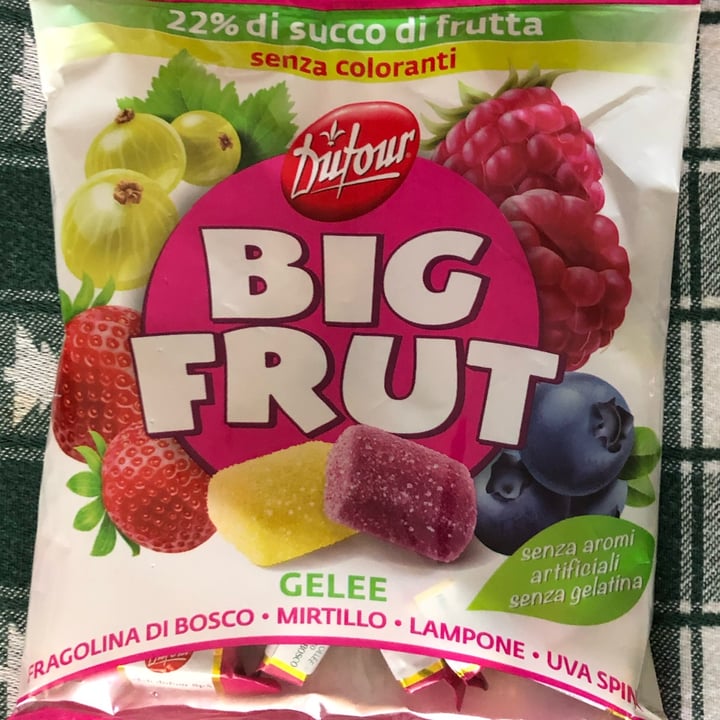 22% di succo di frutta
senza coloranti
Dufour
BIG
FRUT
senza aromi
artificiali
senza gelatina
GELEE
FRAGOLINA DI BOSCO • MIRTILLO • LAMPONE • UVA SPIN